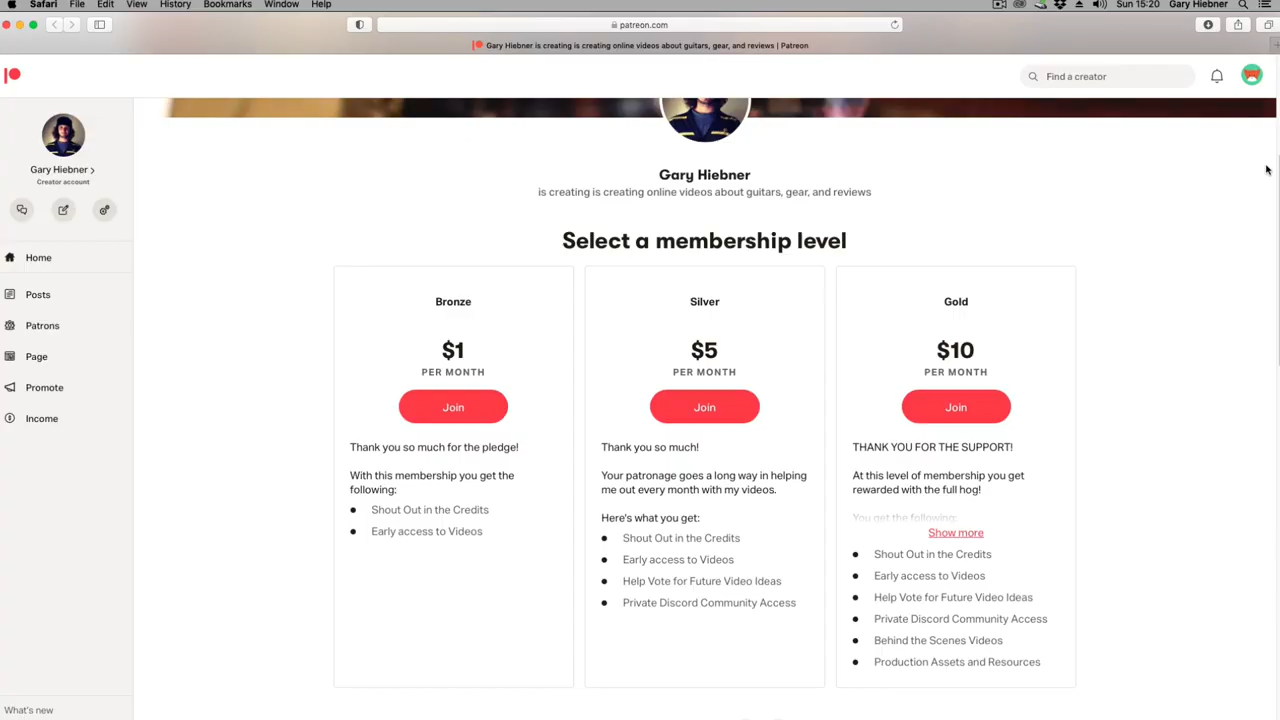 Safari File Edit View History Bookmarks Window Help Sun 15:20 Gary Hiebner
patreon.com
Gary Hiebner is creating is creating online videos about guitars, gear, and reviews | Patreon
Find a creator
Gary Hiebner
Creator account
Home
Posts
Patrons
Page
Promote
Income
What's new
Gary Hiebner
is creating is creating online videos about guitars, gear, and reviews
Select a membership level
Bronze
$1
PER MONTH
Join
Thank you so much for the pledge!
With this membership you get the
following:
Shout Out in the Credits
Early access to Videos
Silver
$5
PER MONTH
Join
Thank you so much!
Your patronage goes a long way in helping
me out every month with my videos.
Here's what you get:
Shout Out in the Credits
Early access to Videos
Help Vote for Future Video Ideas
Private Discord Community Access
Gold
$10
PER MONTH
Join
THANK YOU FOR THE SUPPORT!
At this level of membership you get
rewarded with the full hog!
You get the following:
Show more
Shout Out in the Credits
Early access to Videos
Help Vote for Future Video Ideas
Private Discord Community Access
Behind the Scenes Videos
Production Assets and Resources